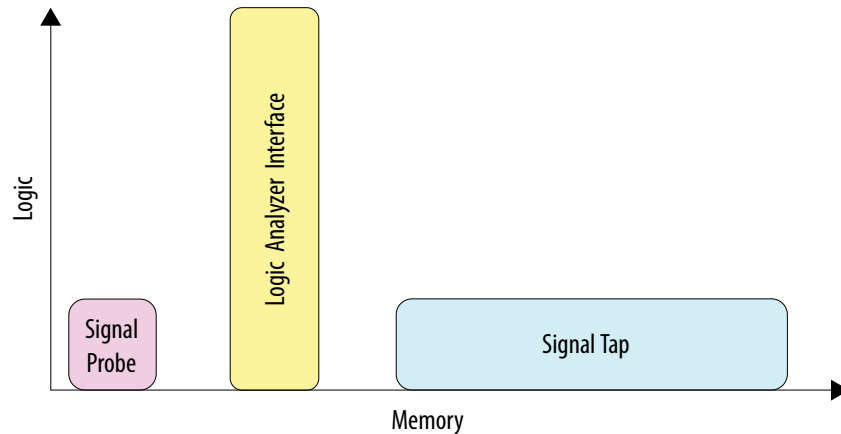 Logic
Signal
Probe
Logic Analyzer Interface
Signal Tap
Memory